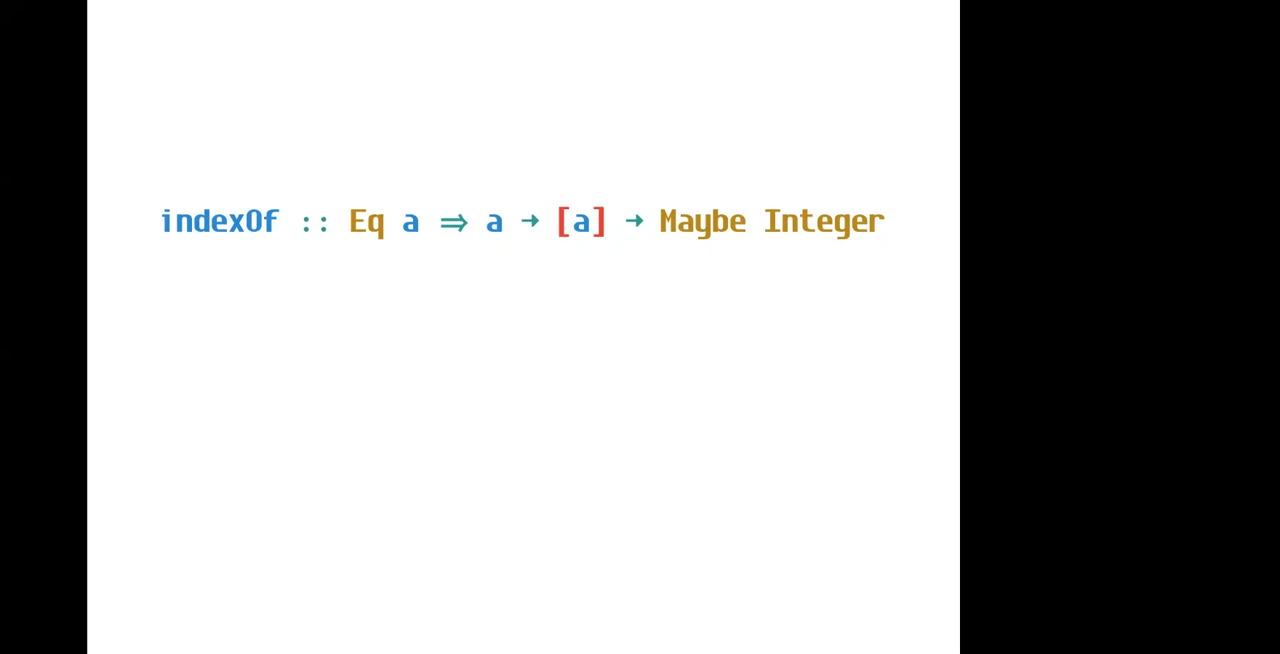 indexOf :: Eq a ⇒ a → [a] → Maybe Integer